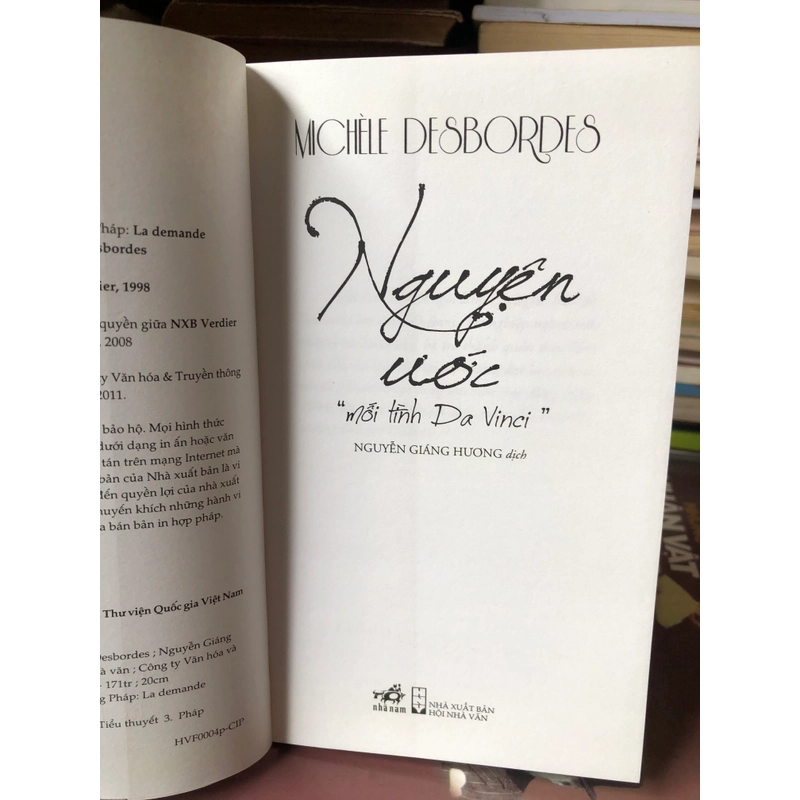 Pháp: La demande
sbordes
ier, 1998
quyền giữa NXB Verdier
2008
y Văn hóa & Truyền thông
2011.
bảo hộ. Mọi hình thức
dưới dạng in ấn hoặc văn
tán trên mạng Internet mà
bản của Nhà xuất bản là vi
đến quyền lợi của nhà xuất
huyến khích những hành vi
a bán bản in hợp pháp.
Thư viện Quốc gia Việt Nam
Desbordes ; Nguyễn Giáng
à văn ; Công ty Văn hóa và
- 171tr ; 20cm
ng Pháp: La demande
Tiểu thuyết 3. Pháp
HVF0004p-CIP
MICHÈLE DESBORDES
Nguyện
ước
“mối tình Da Vinci”
NGUYỄN GIÁNG HƯƠNG dịch
nhã nam
NHÀ XUẤT BẢN
HỘI NHÀ VĂN